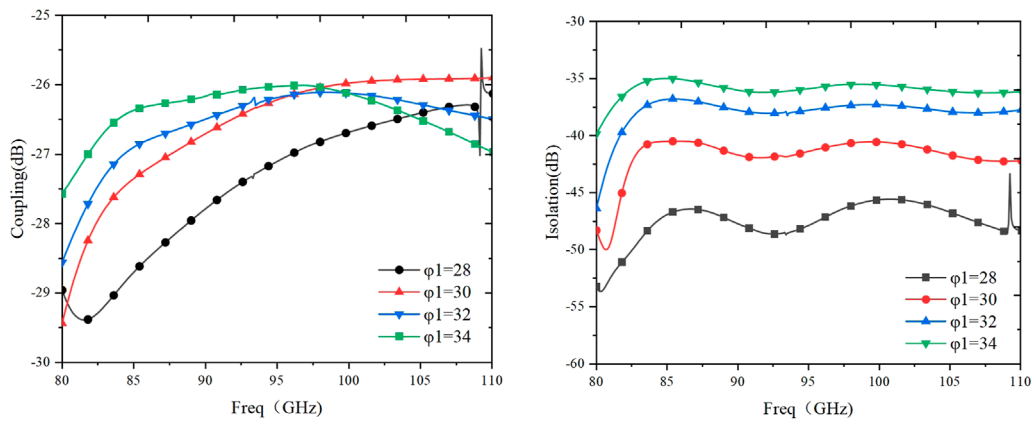 -25
-26
-27
-28
-29
-30
Coupling(dB)
80 85 90 95 100 105 110
Freq（GHz)
φ1=28
φ1=30
φ1=32
φ1=34
-30
-35
-40
-45
-50
-55
-60
Isolation(dB)
80 85 90 95 100 105 110
Freq（GHz)
φ1=28
φ1=30
φ1=32
φ1=34